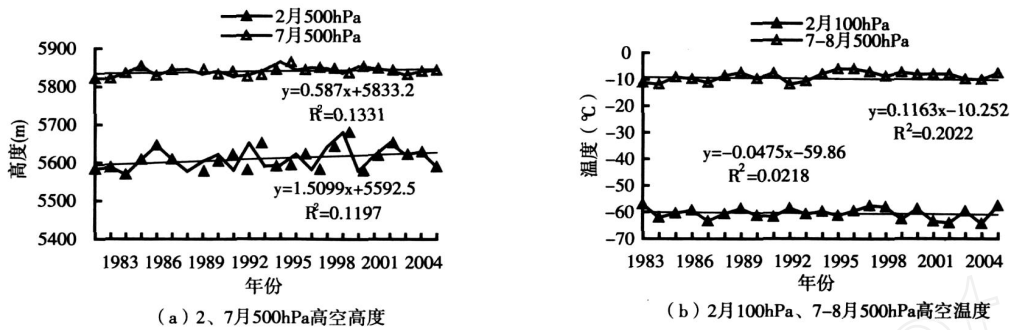 2月500hPa
7月500hPa
5900
5800
5700
5600
5500
5400
高度(m)
y=0.587x+5833.2
R²=0.1331
y=1.5099x+5592.5
R²=0.1197
1983 1986 1989 1992 1995 1998 2001 2004
年份
(a)2、7月500hPa高空高度
2月100hPa
7-8月500hPa
0
-10
-20
-30
-40
-50
-60
-70
温度(℃)
y=0.1163x-10.252
R²=0.2022
y=-0.0475x-59.86
R²=0.0218
1983 1986 1989 1992 1995 1998 2001 2004
年份
(b)2月100hPa、7-8月500hPa高空温度